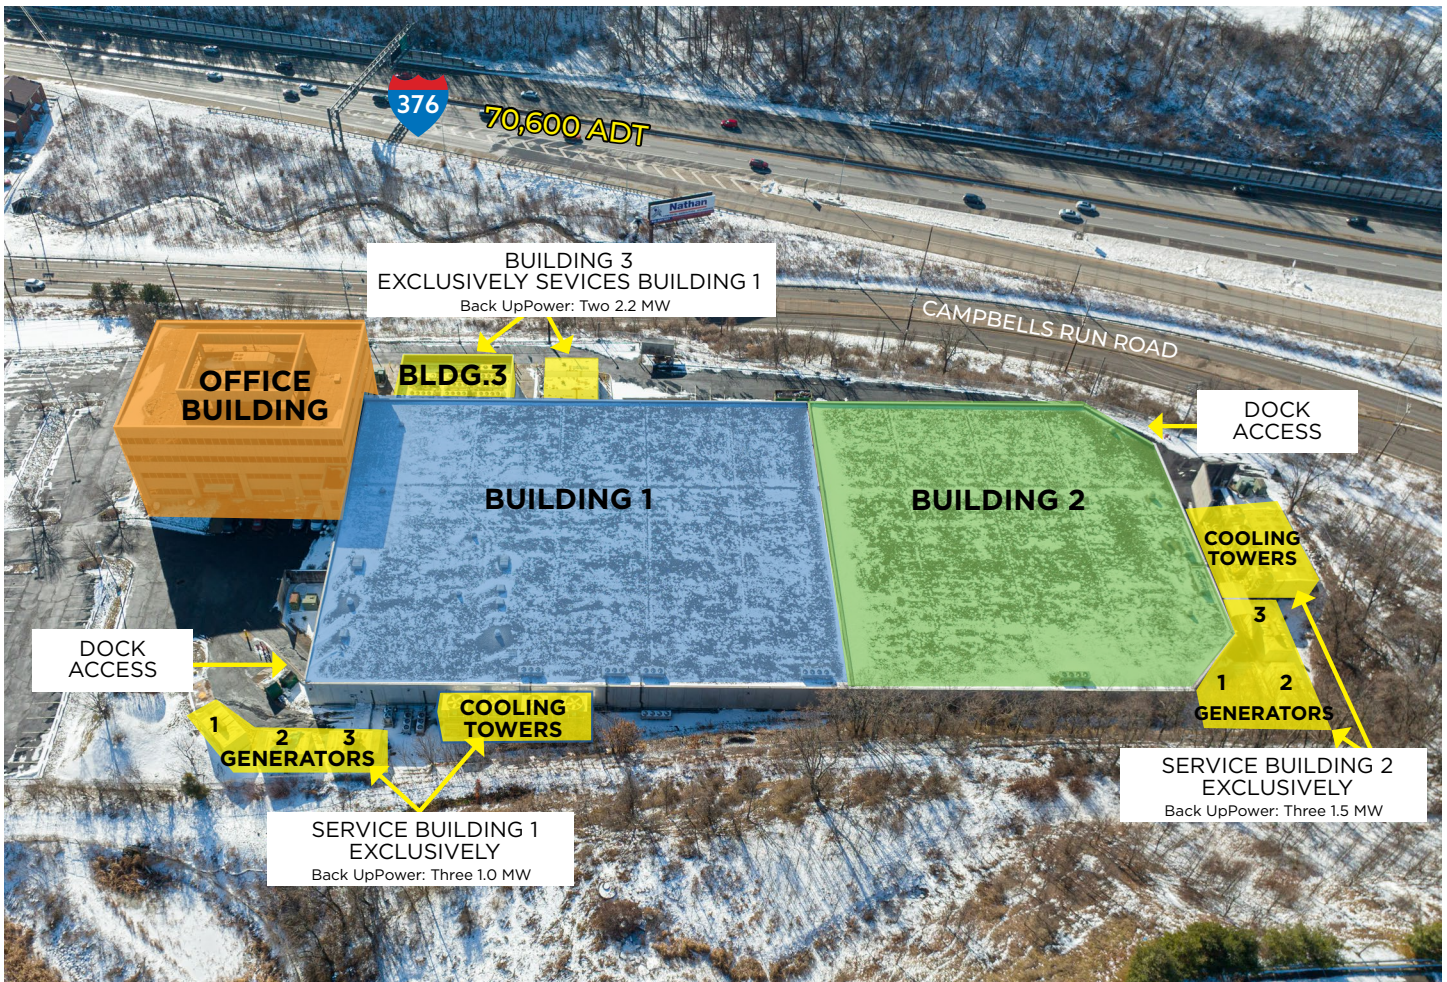 376
70,600 ADT
Nathan
BUILDING 3
EXCLUSIVELY SEVICES BUILDING 1
Back UpPower: Two 2.2 MW
CAMPBELLS RUN ROAD
OFFICE
BUILDING
BLDG.3
DOCK
ACCESS
BUILDING 1
BUILDING 2
COOLING
TOWERS
3
1 2
GENERATORS
DOCK
ACCESS
1
2 3
GENERATORS
COOLING
TOWERS
SERVICE BUILDING 2
EXCLUSIVELY
Back UpPower: Three 1.5 MW
SERVICE BUILDING 1
EXCLUSIVELY
Back UpPower: Three 1.0 MW